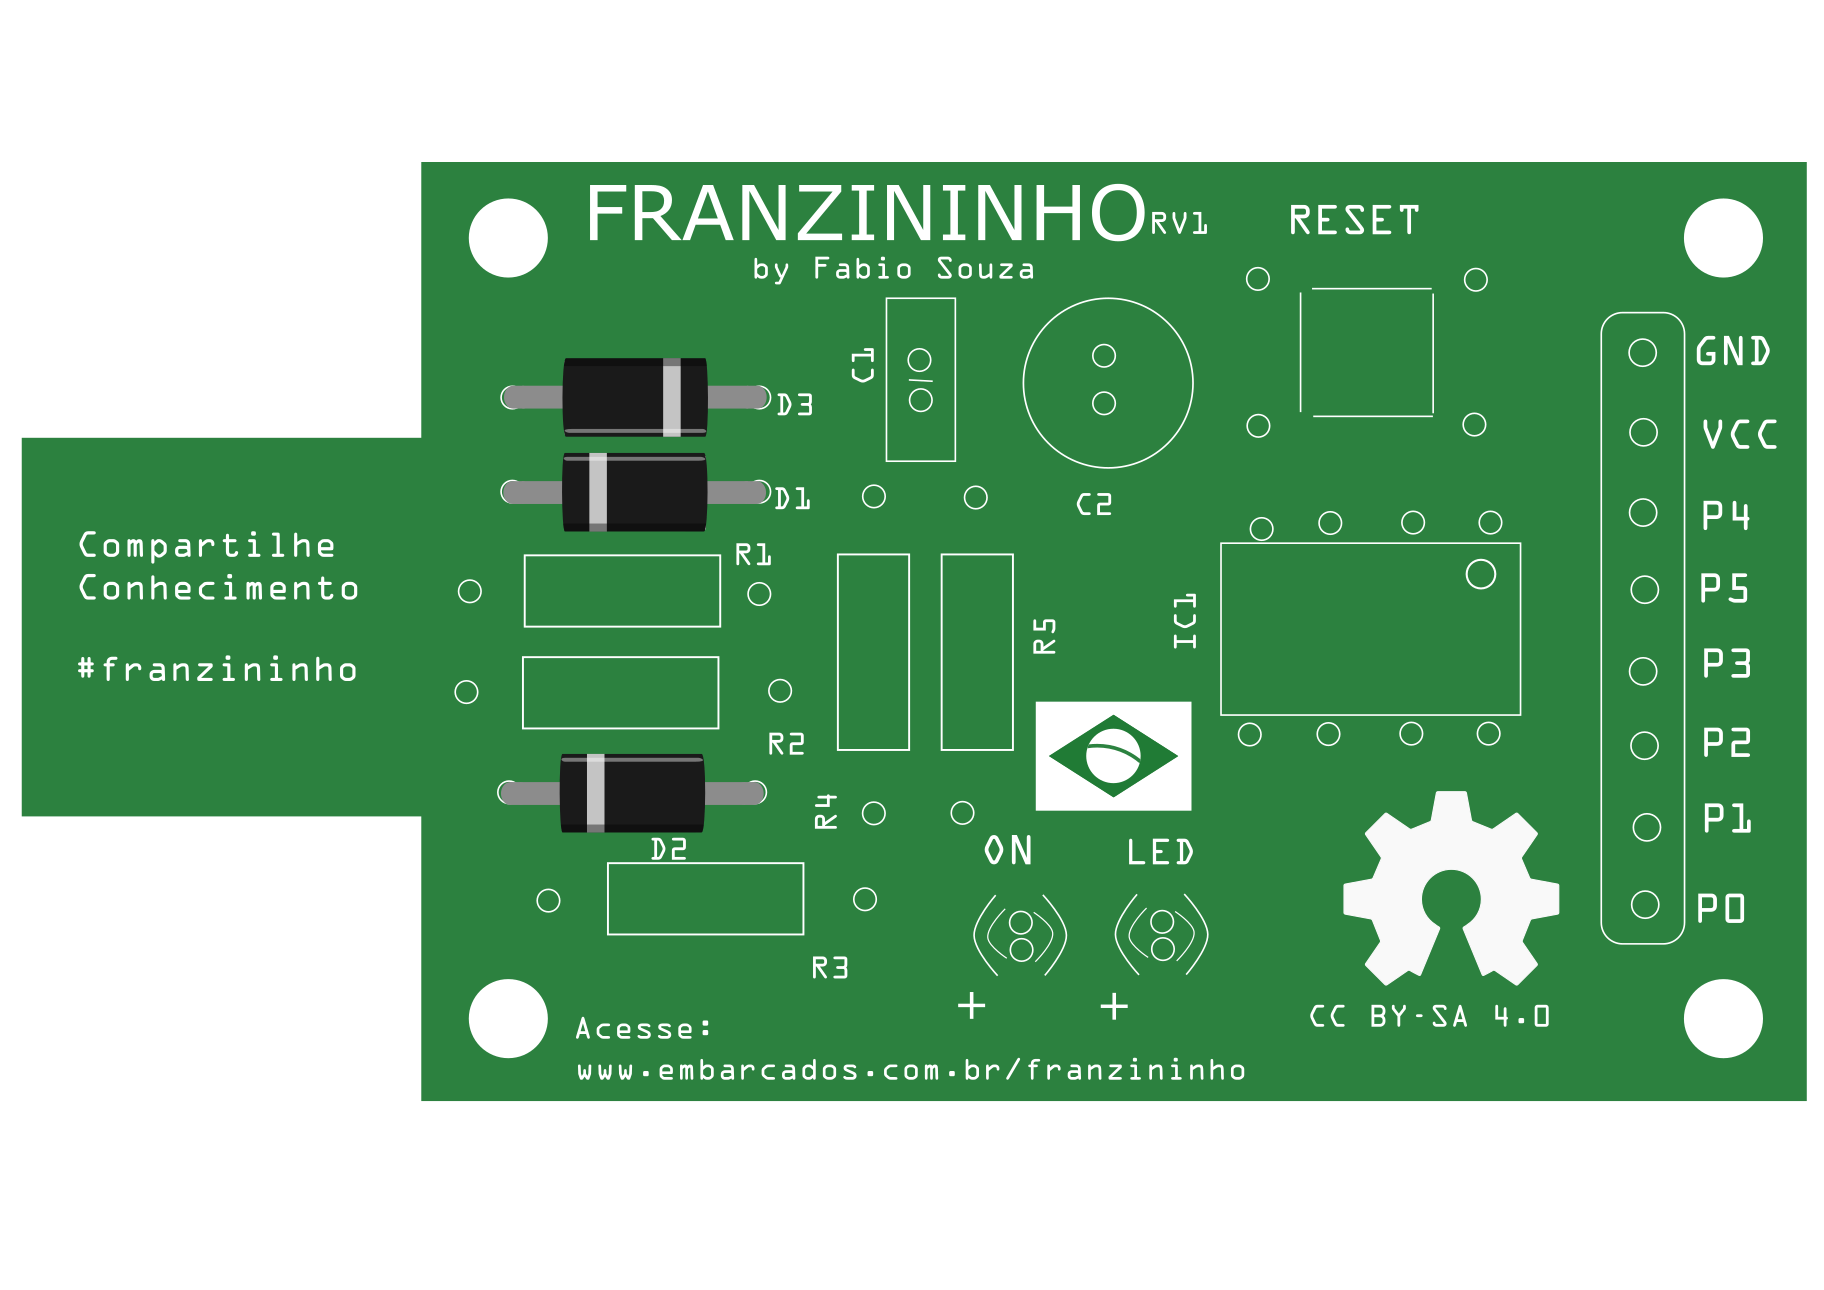 FRANZININHO RV1
by Fabio Souza
RESET
C1
D3
D1
C2
GND
VCC
P4
P5
P3
P2
P1
P0
Compartilhe
Conhecimento
#franzininho
R1
R2
R5
IC1
R4
D2
ON
LED
R3
+
+
CC BY-SA 4.0
Acesse:
www.embarcados.com.br/franzininho